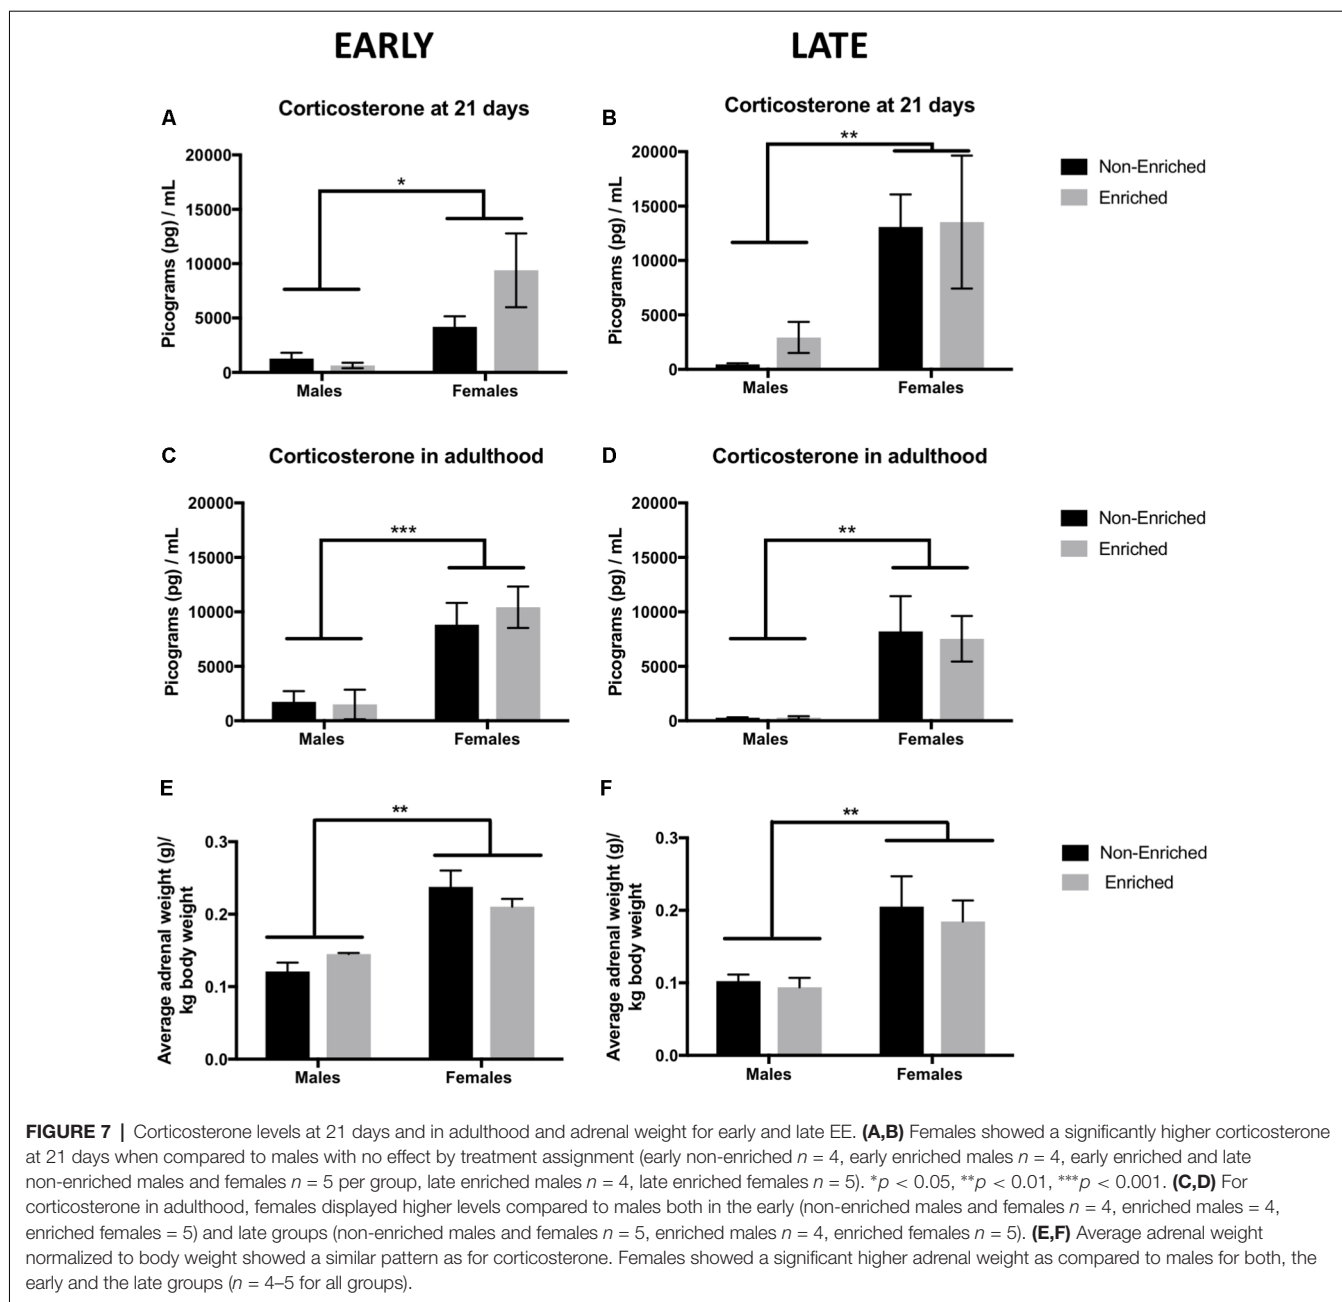 EARLY LATE
A Corticosterone at 21 days
B Corticosterone at 21 days
Picograms (pg) / mL
20000
15000
10000
5000
0
*
Males Females
Picograms (pg) / mL
20000
15000
10000
5000
0
**
Males Females
Non-Enriched
Enriched
C Corticosterone in adulthood
D Corticosterone in adulthood
Picograms (pg) / mL
20000
15000
10000
5000
0
***
Males Females
Picograms (pg) / mL
20000
15000
10000
5000
0
**
Males Females
Non-Enriched
Enriched
E
Average adrenal weight (g)/
kg body weight
0.3
0.2
0.1
0.0
**
Males Females
F
Average adrenal weight (g)/
kg body weight
0.3
0.2
0.1
0.0
**
Males Females
Non-Enriched
Enriched
FIGURE 7 | Corticosterone levels at 21 days and in adulthood and adrenal weight for early and late EE. (A,B) Females showed a significantly higher corticosterone
at 21 days when compared to males with no effect by treatment assignment (early non-enriched n = 4, early enriched males n = 4, early enriched and late
non-enriched males and females n = 5 per group, late enriched males n = 4, late enriched females n = 5). *p < 0.05, **p < 0.01, ***p < 0.001. (C,D) For
corticosterone in adulthood, females displayed higher levels compared to males both in the early (non-enriched males and females n = 4, enriched males = 4,
enriched females = 5) and late groups (non-enriched males and females n = 5, enriched males n = 4, enriched females n = 5). (E,F) Average adrenal weight
normalized to body weight showed a similar pattern as for corticosterone. Females showed a significant higher adrenal weight as compared to males for both, the
early and the late groups (n = 4–5 for all groups).